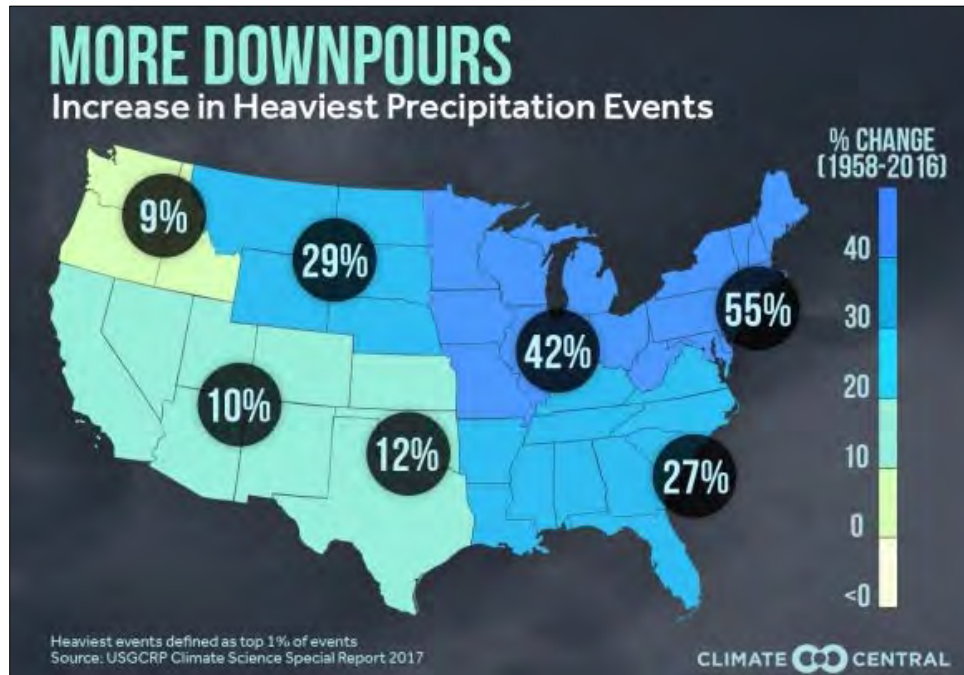 MORE DOWNPOURS
Increase in Heaviest Precipitation Events
% CHANGE
(1958-2016)
9%
29%
55%
42%
10%
12%
27%
40
30
20
10
0
<0
Heaviest events defined as top 1% of events
Source: USGCRP Climate Science Special Report 2017
CLIMATE CENTRAL